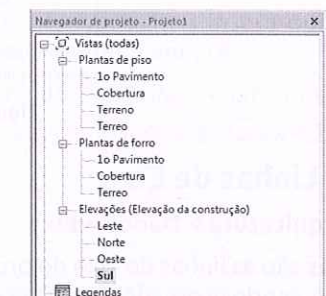 Navegador de projeto - Projeto1
Vistas (todas)
Plantas de piso
1o Pavimento
Cobertura
Terreno
Terreo
Plantas de forro
1o Pavimento
Cobertura
Terreo
Elevações (Elevação da construção)
Leste
Norte
Oeste
Sul
Legendas